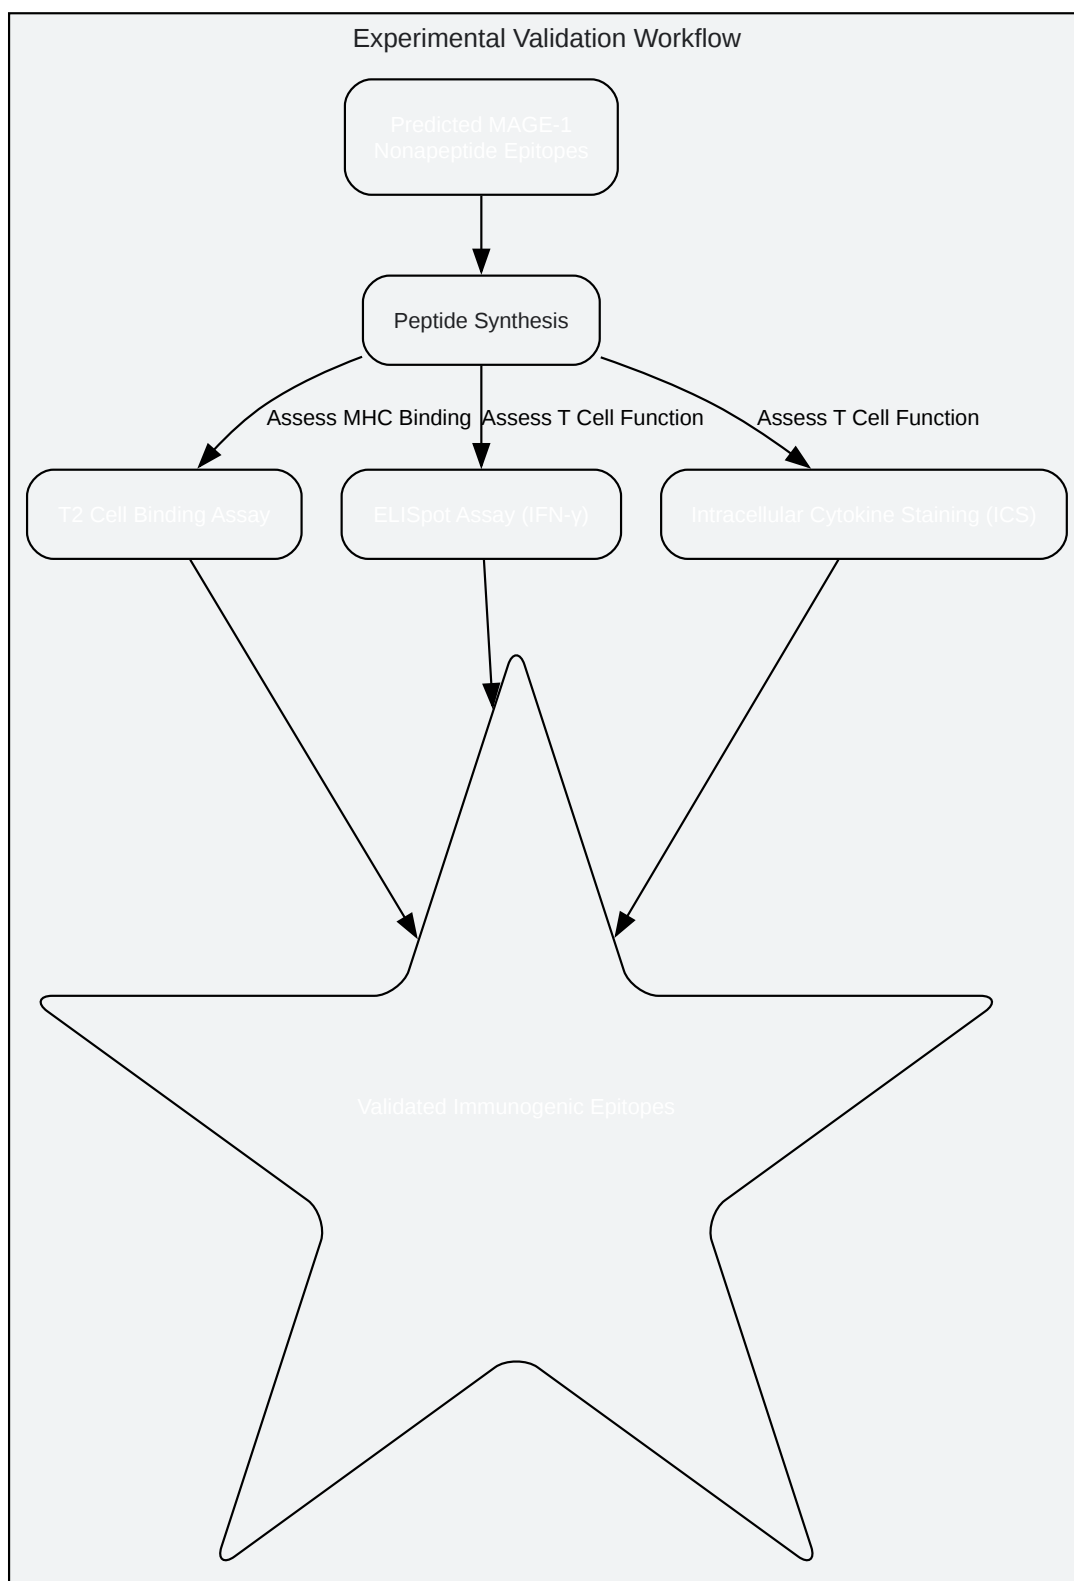 Experimental Validation Workflow
Predicted MAGE-1
Nonapeptide Epitopes
Peptide Synthesis
Assess MHC Binding
Assess T Cell Function
Assess T Cell Function
T2 Cell Binding Assay
ELISpot Assay (IFN-γ)
Intracellular Cytokine Staining (ICS)
Validated Immunogenic Epitopes